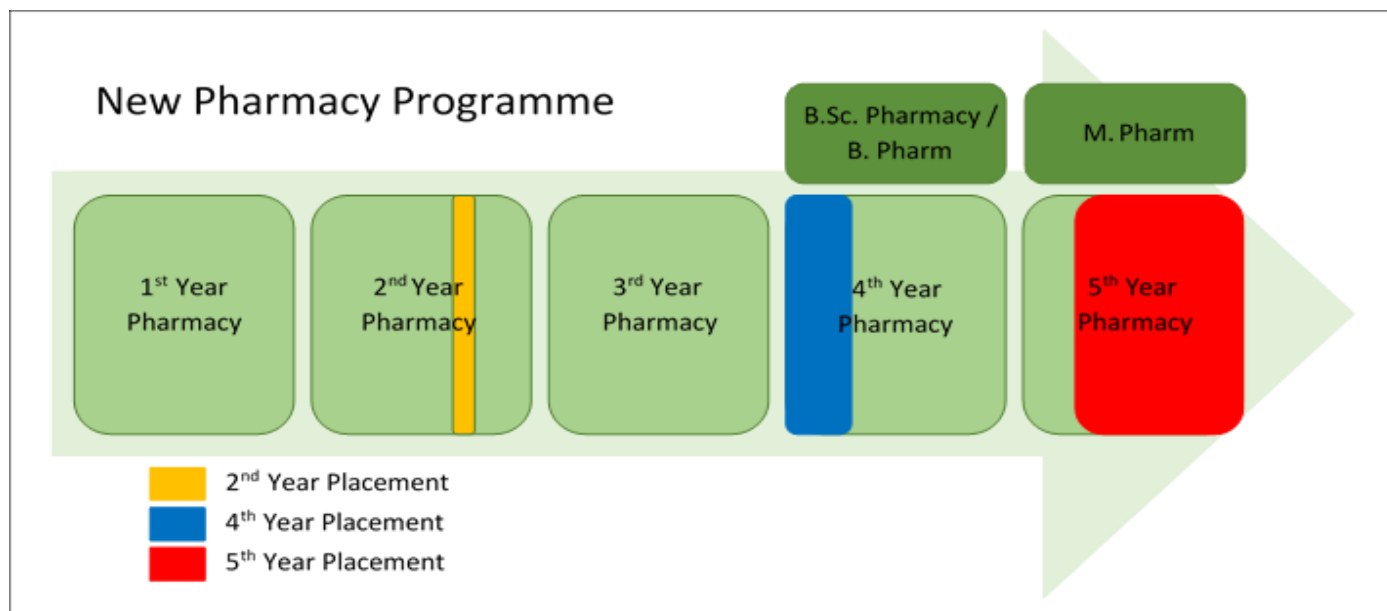 New Pharmacy Programme
B.Sc. Pharmacy /
B. Pharm
M. Pharm
1st Year
Pharmacy
2nd Year
Pharmacy
3rd Year
Pharmacy
4th Year
Pharmacy
5th Year
Pharmacy
2nd Year Placement
4th Year Placement
5th Year Placement